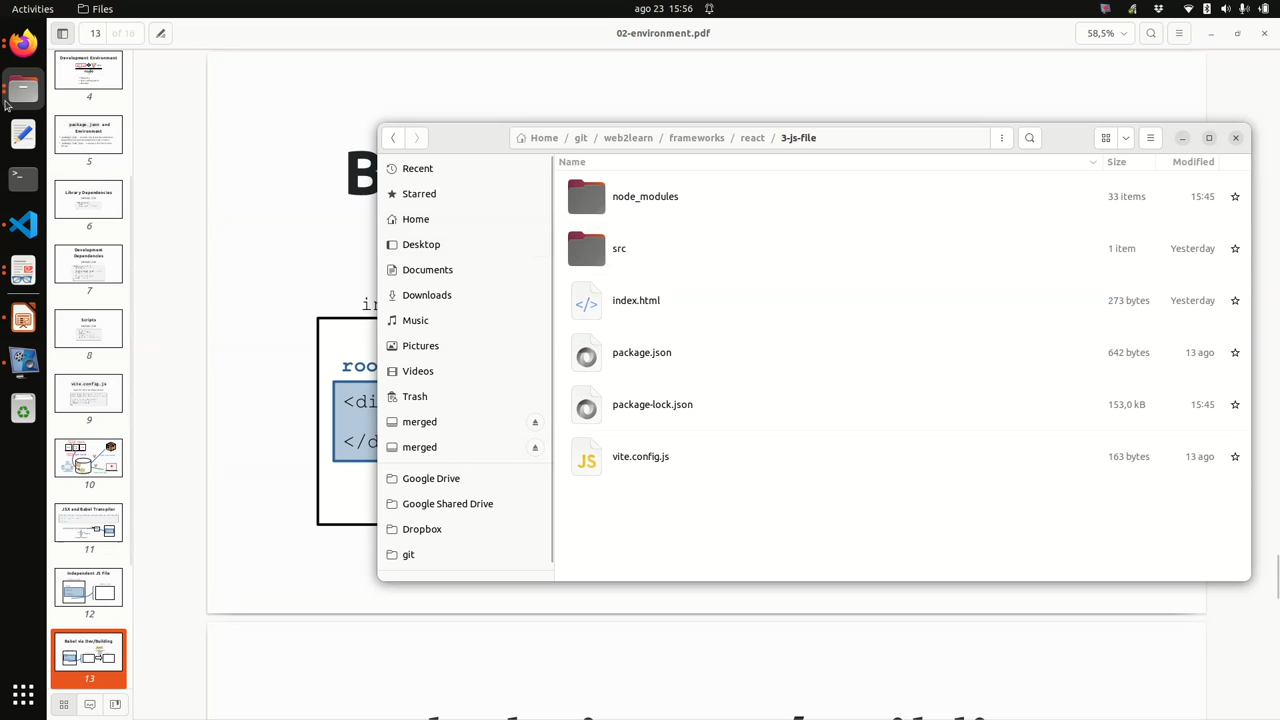 Activities
Files
ago 23 15:56
13
of 16
02-environment.pdf
58,5%
Development Environment
4
package.json and
Environment
5
Library Dependencies
6
Development
Dependencies
7
Scripts
8
vite.config.js
9
10
JSX and Babel Transpiler
11
Independent JS File
12
Babel via Dev/Building
13
B
in
roo
<di
</d
Home
git
web2learn
frameworks
react
3-js-file
Recent
Starred
Home
Desktop
Documents
Downloads
Music
Pictures
Videos
Trash
merged
merged
Google Drive
Google Shared Drive
Dropbox
git
Name
Size
Modified
node_modules
33 items
15:45
src
1 item
Yesterday
</>
index.html
273 bytes
Yesterday
package.json
642 bytes
13 ago
package-lock.json
153,0 kB
15:45
JS
vite.config.js
163 bytes
13 ago